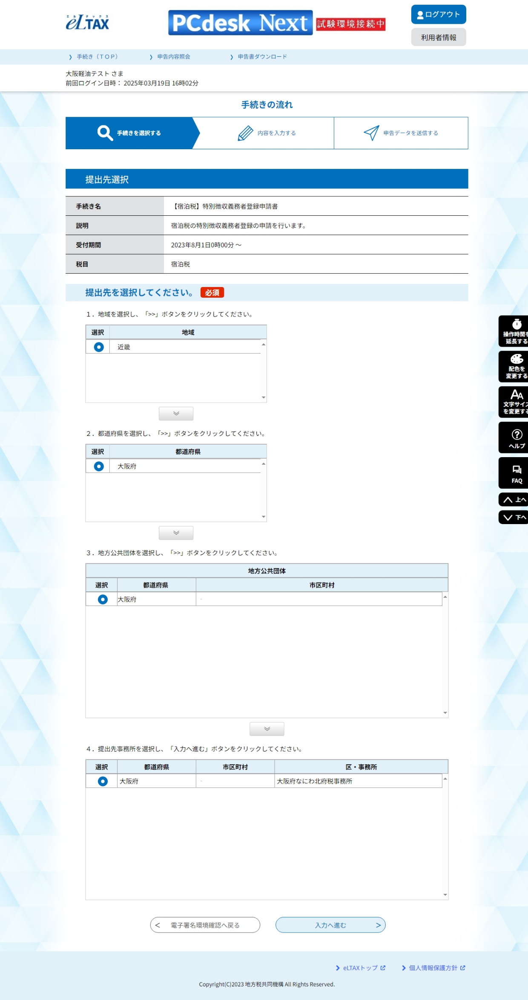 エルタックス
eLTAX
PCdesk Next
試験環境接続中
ログアウト
利用者情報
手続き（ＴＯＰ）
申告内容照会
申告書ダウンロード
大阪軽油テスト さま
前回ログイン日時： 2025年03月19日 16時02分
手続きの流れ
手続きを選択する
内容を入力する
申告データを送信する
提出先選択
手続き名 【宿泊税】特別徴収義務者登録申請書
説明 宿泊税の特別徴収義務者登録の申請を行います。
受付期間 2023年8月1日0時00分 ～
税目 宿泊税
提出先を選択してください。 必須
１．地域を選択し、「>>」ボタンをクリックしてください。
選択 地域
近畿
２．都道府県を選択し、「>>」ボタンをクリックしてください。
選択 都道府県
大阪府
３．地方公共団体を選択し、「>>」ボタンをクリックしてください。
地方公共団体
選択 都道府県 市区町村
大阪府 -
４．提出先事務所を選択し、「入力へ進む」ボタンをクリックしてください。
選択 都道府県 市区町村 区・事務所
大阪府 - 大阪府なにわ北府税事務所
< 電子署名環境確認へ戻る
入力へ進む >
操作時間を
延長する
配色を
変更する
文字サイズ
を変更する
ヘルプ
FAQ
上へ
下へ
eLTAXトップ
個人情報保護方針
Copyright(C)2023 地方税共同機構 All Rights Reserved.